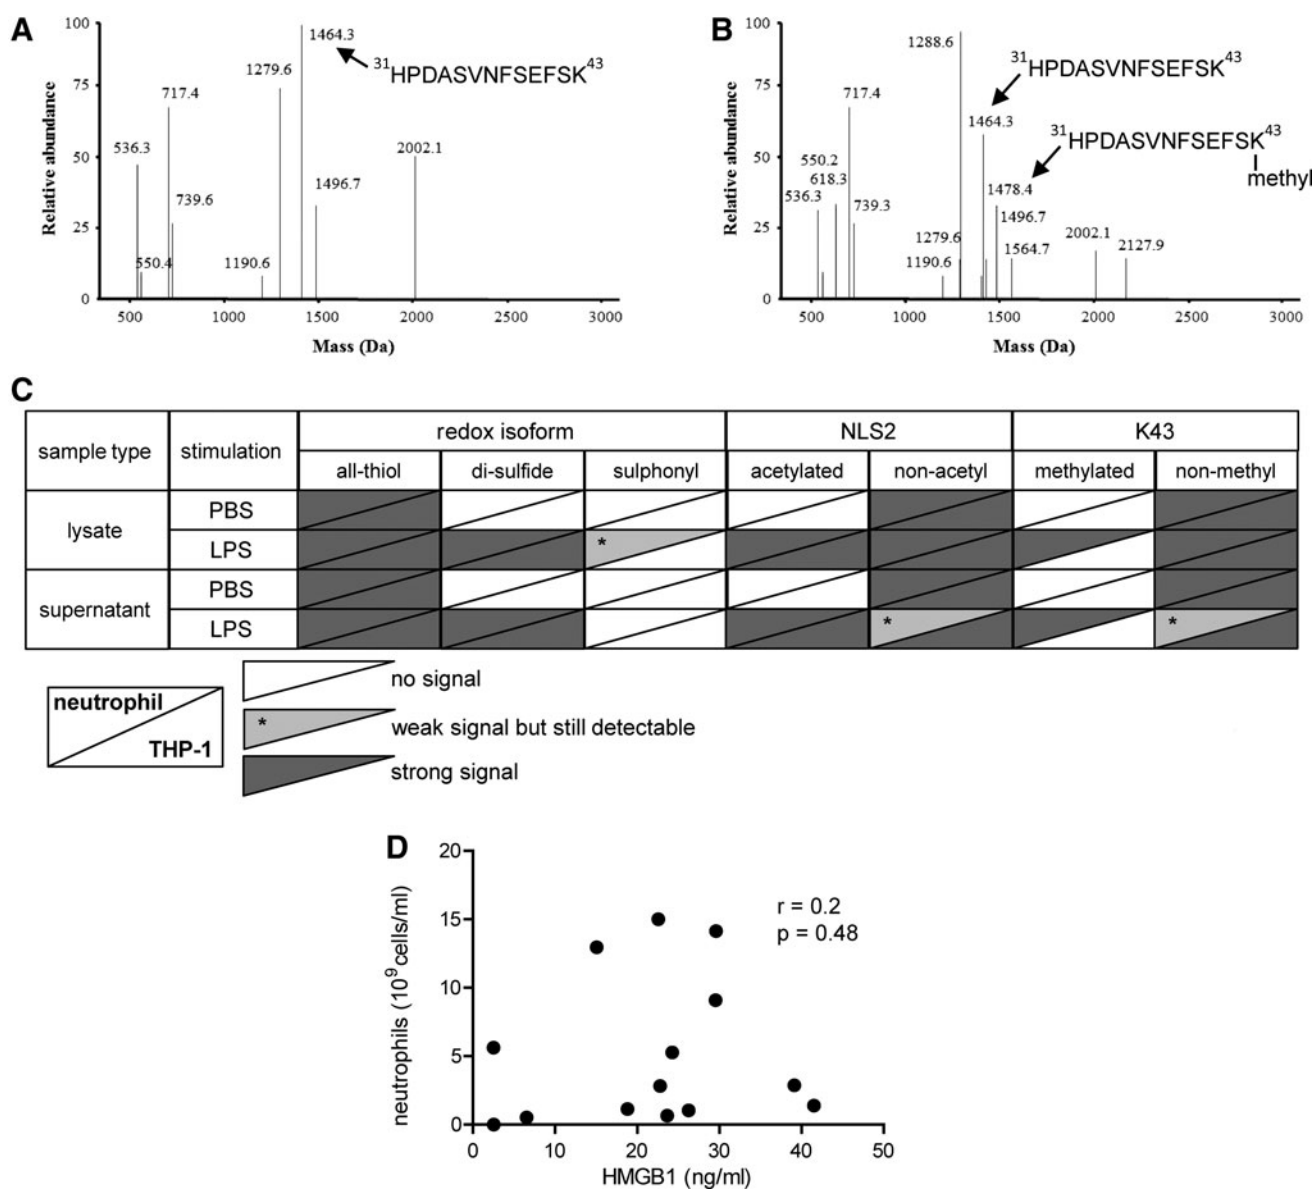 A
Relative abundance
100
75
50
25
0
536.3
550.4
717.4
739.6
1190.6
1279.6
1464.3
31HPDASVNFSEFSK43
1496.7
2002.1
500 1000 1500 2000 2500 3000
Mass (Da)
B
Relative abundance
100
75
50
25
0
536.3
550.2
618.3
717.4
739.3
1190.6
1279.6
1288.6
31HPDASVNFSEFSK43
1464.3
31HPDASVNFSEFSK43
methyl
1478.4
1496.7
1564.7
2002.1
2127.9
500 1000 1500 2000 2500 3000
Mass (Da)
C
sample type stimulation redox isoform NLS2 K43
all-thiol di-sulfide sulphonyl acetylated non-acetyl methylated non-methyl
lysate
PBS
LPS *
supernatant
PBS
LPS * *
neutrophil
THP-1
no signal
* weak signal but still detectable
strong signal
D
neutrophils (10^9 cells/ml)
20
15
10
5
0
r = 0.2
p = 0.48
0 10 20 30 40 50
HMGB1 (ng/ml)